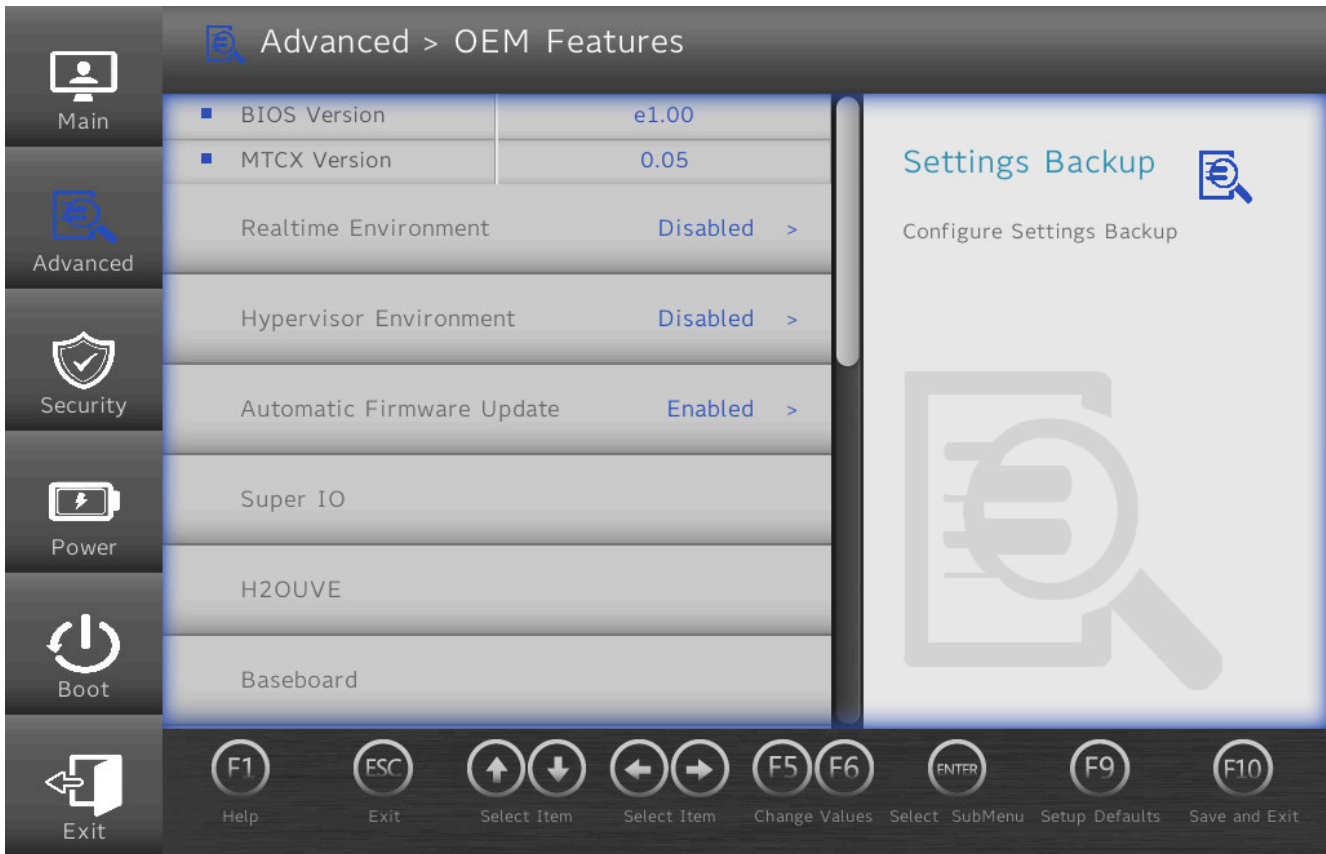 Advanced > OEM Features
Main
Advanced
Security
Power
Boot
Exit
BIOS Version e1.00
MTCX Version 0.05
Realtime Environment Disabled >
Hypervisor Environment Disabled >
Automatic Firmware Update Enabled >
Super IO
H2OUVE
Baseboard
Settings Backup
Configure Settings Backup
F1 ESC F5 F6 ENTER F9 F10
Help Exit Select Item Select Item Change Values Select SubMenu Setup Defaults Save and Exit